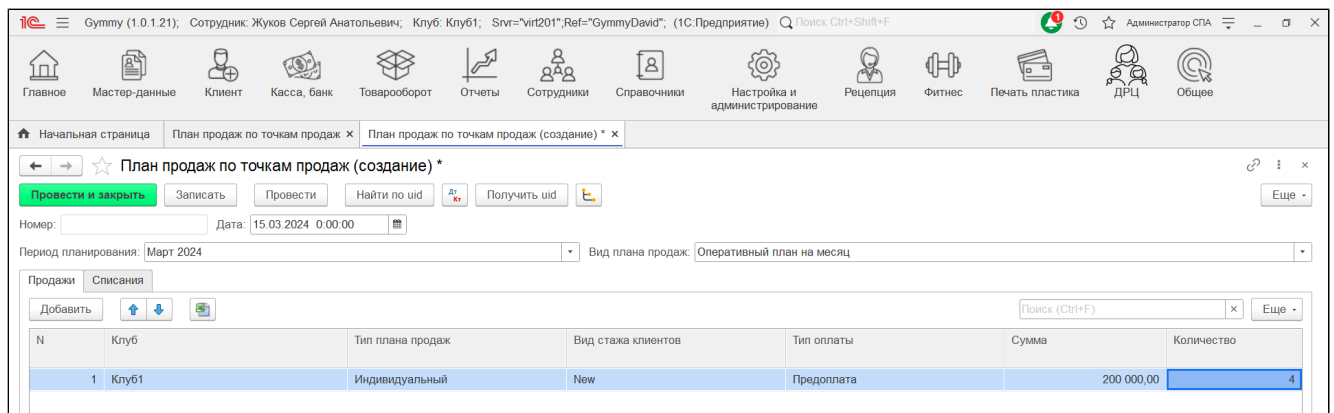 1С Gymmy (1.0.1.21); Сотрудник: Жуков Сергей Анатольевич; Клуб: Клуб1; Srvr="virt201";Ref="GymmyDavid"; (1С:Предприятие) Поиск Ctrl+Shift+F 1 Администратор СПА
Главное Мастер-данные Клиент Касса, банк Товарооборот Отчеты Сотрудники Справочники Настройка и администрирование Рецепция Фитнес Печать пластика ДРЦ Общее
Начальная страница План продаж по точкам продаж × План продаж по точкам продаж (создание) * ×
План продаж по точкам продаж (создание) *
Провести и закрыть Записать Провести Найти по uid Дт Кт Получить uid Еще
Номер: Дата: 15.03.2024 0:00:00
Период планирования: Март 2024 Вид плана продаж: Оперативный план на месяц
Продажи Списания
Добавить Поиск (Ctrl+F) × Еще
N Клуб Тип плана продаж Вид стажа клиентов Тип оплаты Сумма Количество
1 Клуб1 Индивидуальный New Предоплата 200 000,00 4